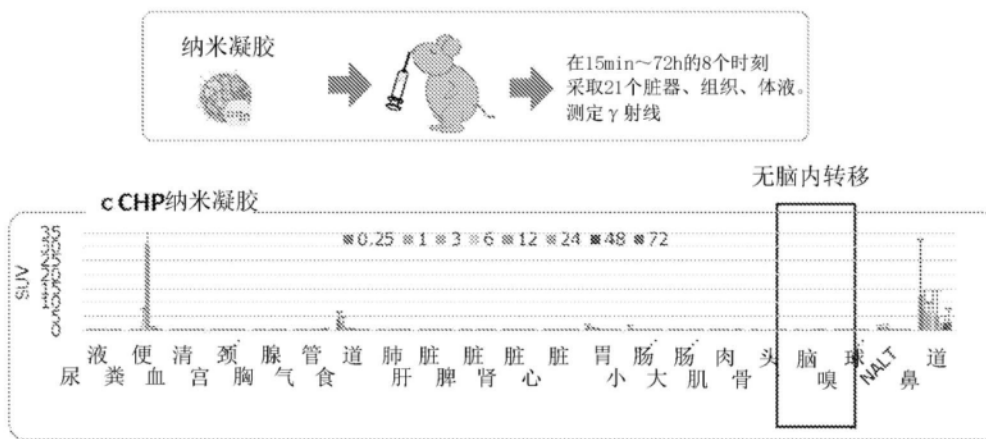 纳米凝胶
在15min～72h的8个时刻
采取21个脏器、组织、体液。
测定γ射线
无脑内转移
c CHP纳米凝胶
0.25 1 3 6 12 24 48 72
SUV
35
0
尿液 粪便 血清 宫颈 胸腺 气管 食道 肺 肝脏 脾脏 肾脏 心脏 胃 小肠 大肠 肌肉 骨头 脑 嗅球 NALT 鼻道